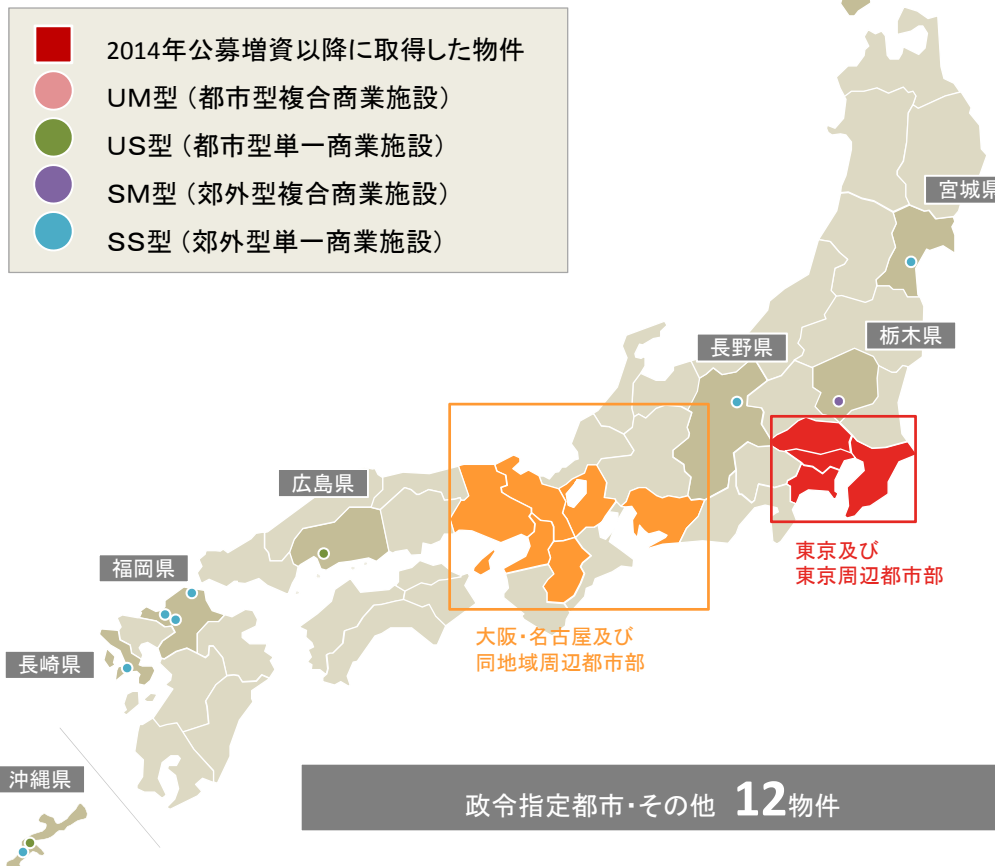 2014年公募増資以降に取得した物件
UM型（都市型複合商業施設）
US型（都市型単一商業施設）
SM型（郊外型複合商業施設）
SS型（郊外型単一商業施設）
宮城県
栃木県
長野県
広島県
福岡県
長崎県
沖縄県
東京及び
東京周辺都市部
大阪・名古屋及び
同地域周辺都市部
政令指定都市・その他 12物件